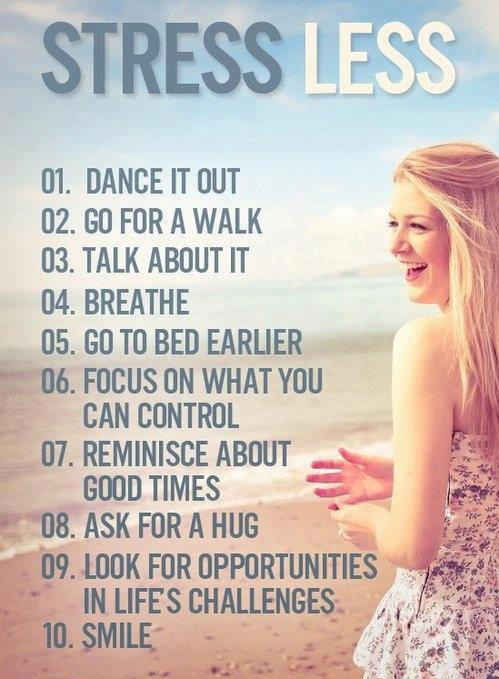 STRESS LESS
01. DANCE IT OUT
02. GO FOR A WALK
03. TALK ABOUT IT
04. BREATHE
05. GO TO BED EARLIER
06. FOCUS ON WHAT YOU
CAN CONTROL
07. REMINISCE ABOUT
GOOD TIMES
08. ASK FOR A HUG
09. LOOK FOR OPPORTUNITIES
IN LIFE'S CHALLENGES
10. SMILE